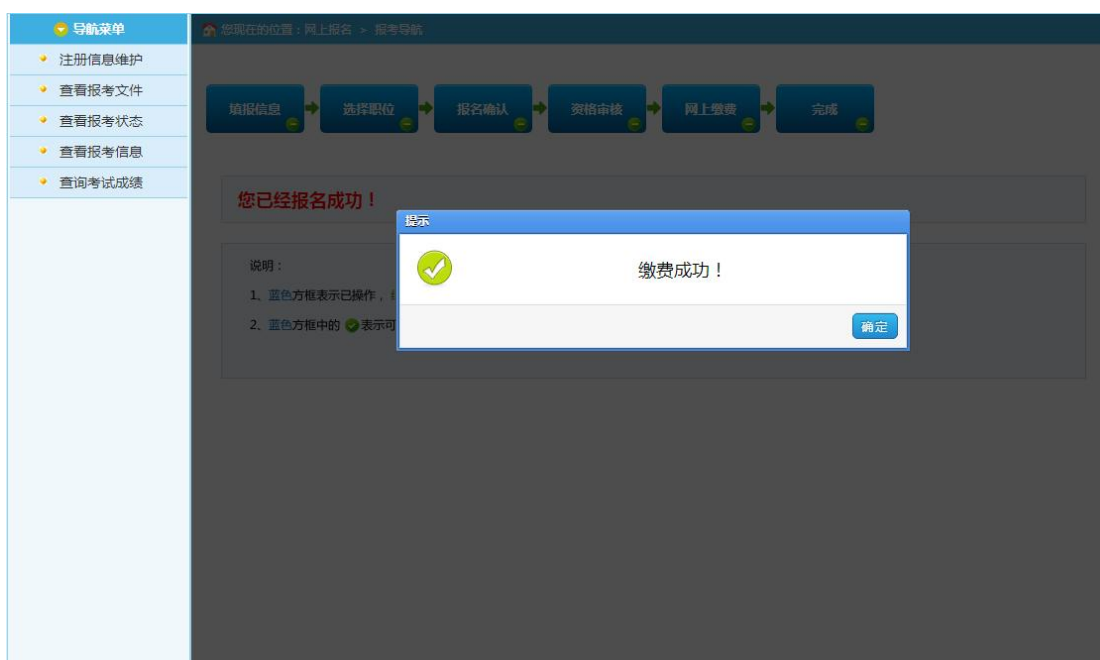 导航菜单
注册信息维护
查看报考文件
查看报考状态
查看报考信息
查询考试成绩
您现在的位置：网上报名 > 报考导航
填报信息
选择职位
报名确认
资格审核
网上缴费
完成
您已经报名成功！
提示
缴费成功！
确定
说明：
1、蓝色方框表示已操作，
2、蓝色方框中的 表示可